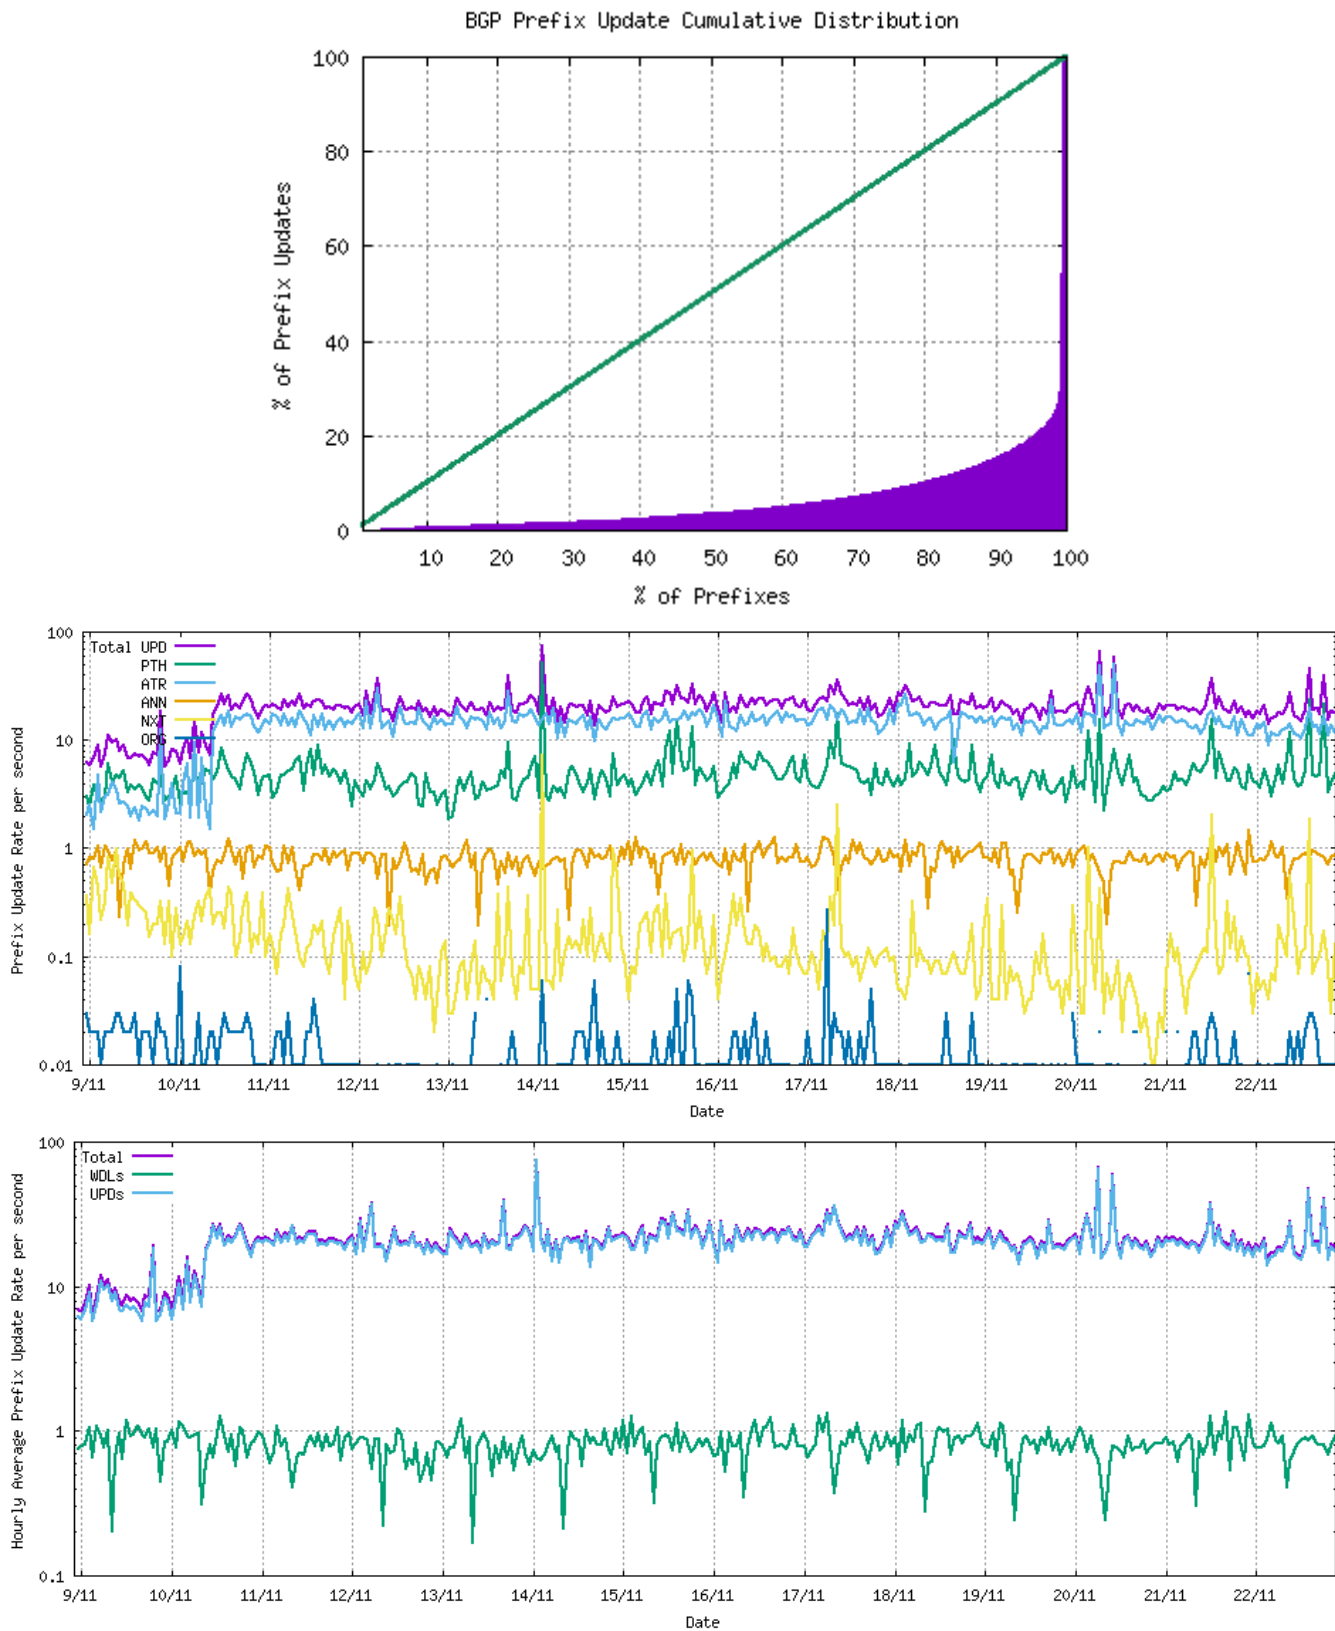 BGP Prefix Update Cumulative Distribution
100
80
60
40
20
0
% of Prefix Updates
10 20 30 40 50 60 70 80 90 100
% of Prefixes
100
10
1
0.1
0.01
Prefix Update Rate per second
Total UPD
PTH
ATR
ANN
NXT
ORG
9/11 10/11 11/11 12/11 13/11 14/11 15/11 16/11 17/11 18/11 19/11 20/11 21/11 22/11
Date
100
10
1
0.1
Hourly Average Prefix Update Rate per second
Total
WDLs
UPDs
9/11 10/11 11/11 12/11 13/11 14/11 15/11 16/11 17/11 18/11 19/11 20/11 21/11 22/11
Date